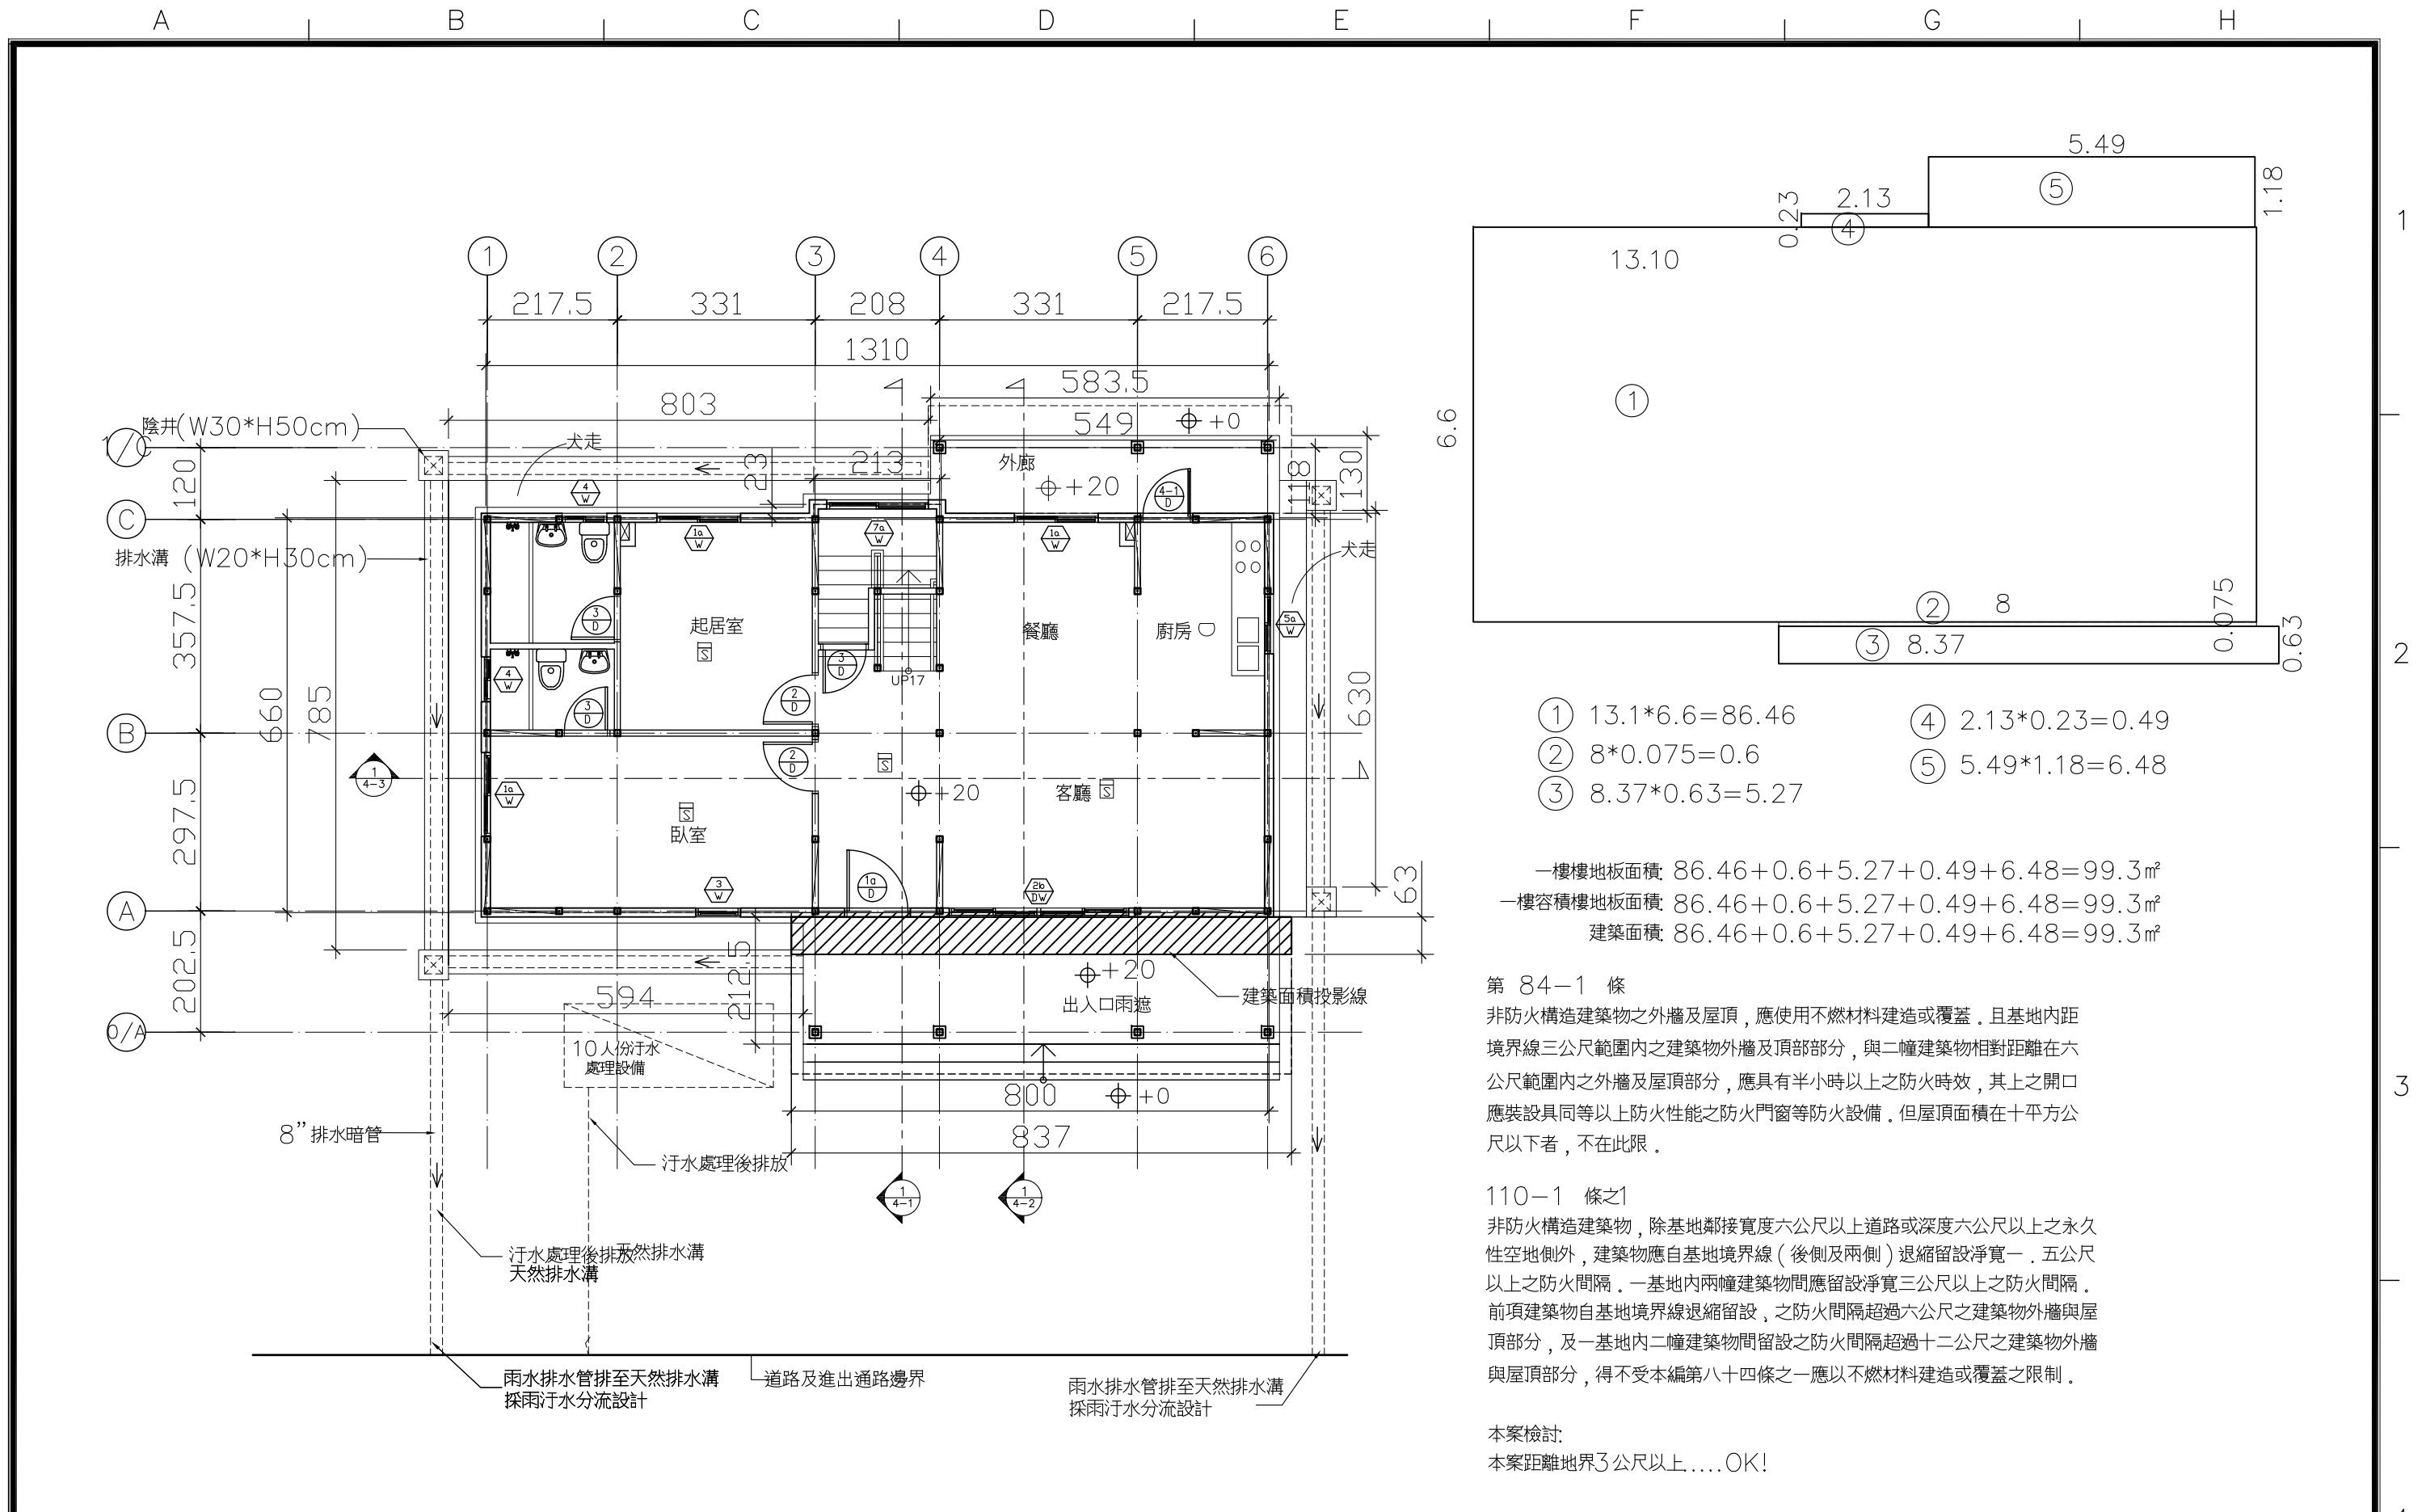 A B C D E F G H
1
2
3
1 2 3 4 5 6
217.5 331 208 331 217.5
1310
583.5
803
549
+0
陰井(W30*H50cm)
1/C
犬走
23
213
外廊
+20
118
130
120
C
4
W
4-1
D
1a
W
7a
W
1a
W
排水溝 (W20*H30cm)
犬走
357.5
3
D
5a
W
起居室
S
餐廳
廚房
3
D
UP17
4
W
3
D
2
D
660
785
630
B
1
4-3
2
D
S
1a
W
+20
客廳 S
297.5
S
臥室
3
W
1a
D
2b
DW
63
A
212.5
202.5
+20
594
建築面積投影線
出入口雨遮
0/A
10人份汙水
處理設備
800
+0
8”排水暗管
837
汙水處理後排放
1
4-1
1
4-2
汙水處理後排放天然排水溝
天然排水溝
雨水排水管排至天然排水溝
採雨汙水分流設計
道路及進出通路邊界
雨水排水管排至天然排水溝
採雨汙水分流設計
5.49
5
1.18
2.13
0.23
4
13.10
1
6.6
2 8
0.075
3 8.37
0.63
1 13.1*6.6=86.46
2 8*0.075=0.6
3 8.37*0.63=5.27
4 2.13*0.23=0.49
5 5.49*1.18=6.48
一樓樓地板面積: 86.46+0.6+5.27+0.49+6.48=99.3㎡
一樓容積樓地板面積: 86.46+0.6+5.27+0.49+6.48=99.3㎡
建築面積: 86.46+0.6+5.27+0.49+6.48=99.3㎡
第 84-1 條
非防火構造建築物之外牆及屋頂,應使用不燃材料建造或覆蓋.且基地內距
境界線三公尺範圍內之建築物外牆及頂部部分,與二幢建築物相對距離在六
公尺範圍內之外牆及屋頂部分,應具有半小時以上之防火時效,其上之開口
應裝設具同等以上防火性能之防火門窗等防火設備.但屋頂面積在十平方公
尺以下者,不在此限.
110-1 條之1
非防火構造建築物,除基地鄰接寬度六公尺以上道路或深度六公尺以上之永久
性空地側外,建築物應自基地境界線(後側及兩側)退縮留設淨寬一.五公尺
以上之防火間隔.一基地內兩幢建築物間應留設淨寬三公尺以上之防火間隔.
前項建築物自基地境界線退縮留設、之防火間隔超過六公尺之建築物外牆與屋
頂部分,及一基地內二幢建築物間留設之防火間隔超過十二公尺之建築物外牆
與屋頂部分,得不受本編第八十四條之一應以不燃材料建造或覆蓋之限制.
本案檢討:
本案距離地界3公尺以上.....OK!